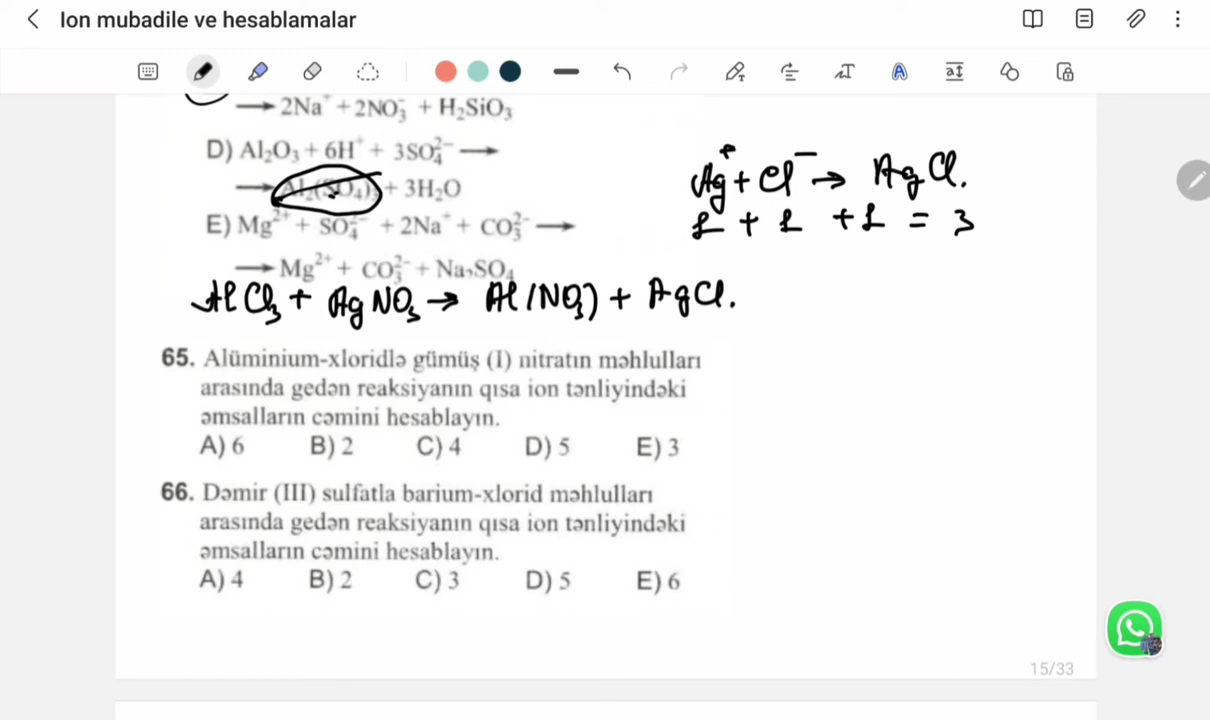 Ion mubadile ve hesablamalar
→ 2Na⁺ + 2NO₃⁻ + H₂SiO₃
D) Al₂O₃ + 6H⁺ + 3SO₄²⁻ →
→ Al₂(SO₄)₃ + 3H₂O
E) Mg²⁺ + SO₄²⁻ + 2Na⁺ + CO₃²⁻ →
→ Mg²⁺ + CO₃²⁻ + Na₂SO₄
Ag⁺ + Cl⁻ → AgCl.
1 + 1 + 1 = 3
AlCl₃ + AgNO₃ → Al(NO₃) + AgCl.
65. Alüminium-xloridlə gümüş (I) nitratın məhlulları
arasında gedən reaksiyanın qısa ion tənliyindəki
əmsalların cəmini hesablayın.
A) 6 B) 2 C) 4 D) 5 E) 3
66. Dəmir (III) sulfatla barium-xlorid məhlulları
arasında gedən reaksiyanın qısa ion tənliyindəki
əmsalların cəmini hesablayın.
A) 4 B) 2 C) 3 D) 5 E) 6
15/33